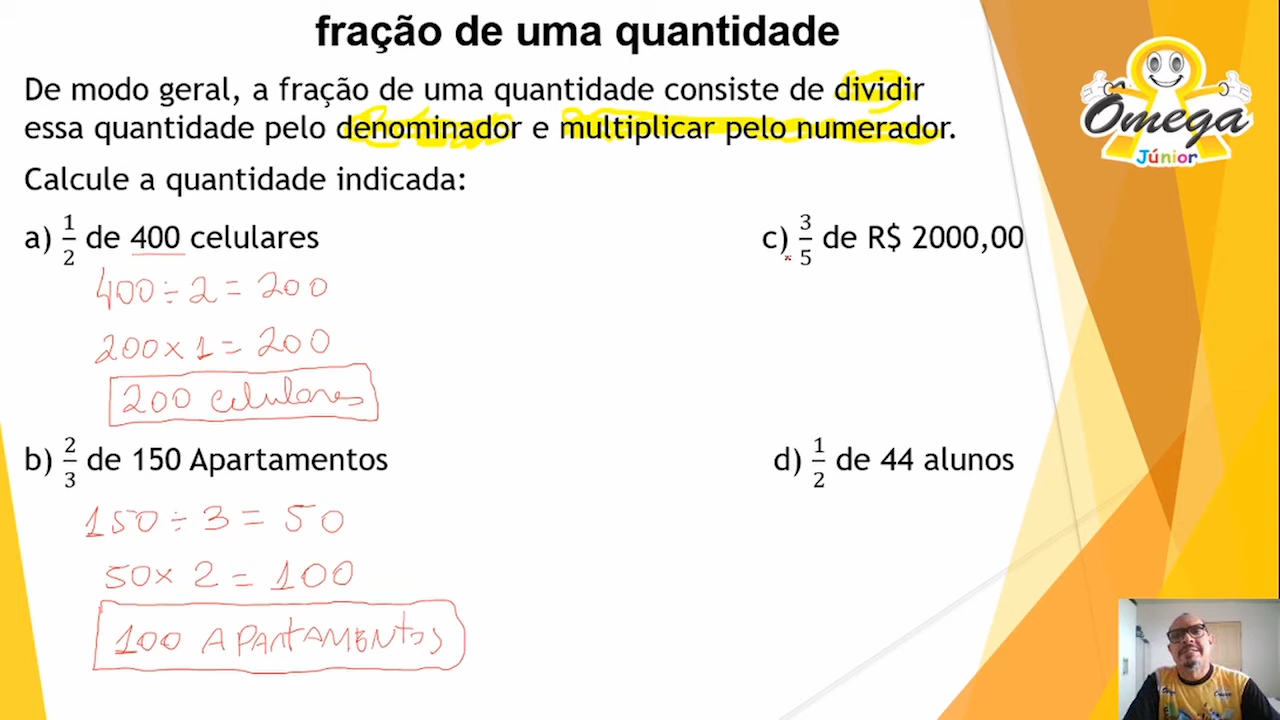 fração de uma quantidade
De modo geral, a fração de uma quantidade consiste de dividir
essa quantidade pelo denominador e multiplicar pelo numerador.
Calcule a quantidade indicada:
a) 1/2 de 400 celulares
400 ÷ 2 = 200
200 x 1 = 200
200 celulares
b) 2/3 de 150 Apartamentos
150 ÷ 3 = 50
50 x 2 = 100
100 APARTAMENTOS
c) 3/5 de R$ 2000,00
d) 1/2 de 44 alunos
Ômega
Júnior